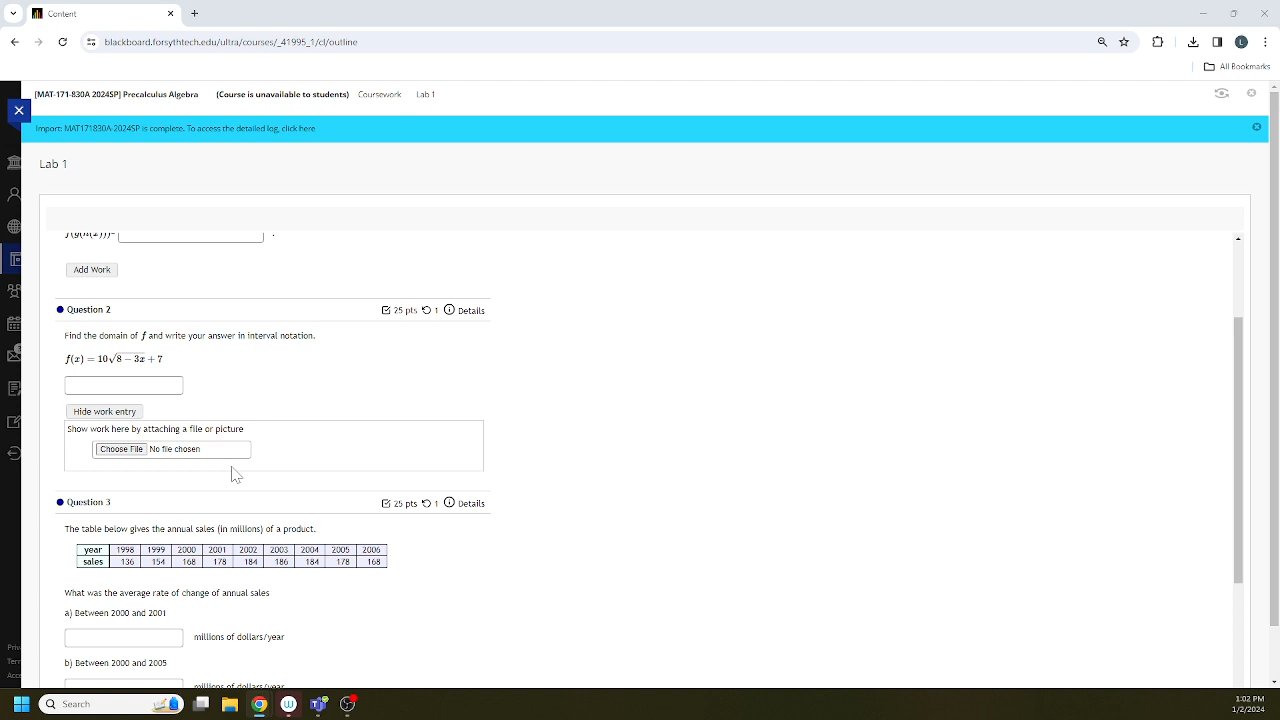 Content
blackboard.forsythtech.edu/ultra/courses/_41995_1/cl/outline
All Bookmarks
[MAT-171-830A 2024SP] Precalculus Algebra (Course is unavailable to students) Coursework Lab 1
Import: MAT171830A-2024SP is complete. To access the detailed log, click here
Lab 1
f(g(h(x)))= .
Add Work
Question 2 25 pts 1 Details
Find the domain of f and write your answer in interval notation.
f(x) = 10√8 − 3x + 7
Hide work entry
Show work here by attaching a file or picture
Choose File No file chosen
Question 3 25 pts 1 Details
The table below gives the annual sales (in millions) of a product.
year 1998 1999 2000 2001 2002 2003 2004 2005 2006
sales 136 154 168 178 184 186 184 178 168
What was the average rate of change of annual sales
a) Between 2000 and 2001
millions of dollars/year
b) Between 2000 and 2005
millions of dollars/year
Priv
Terr
Acce
Search
1:02 PM
1/2/2024